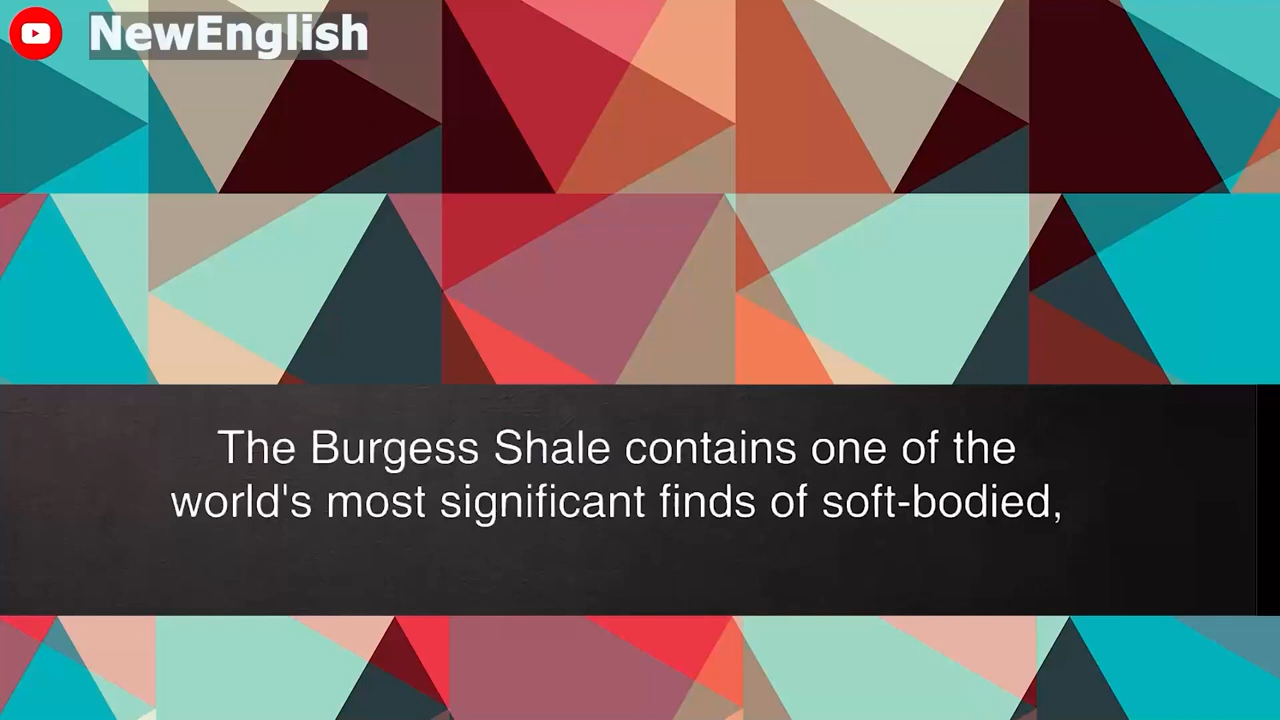 NewEnglish
The Burgess Shale contains one of the
world's most significant finds of soft-bodied,